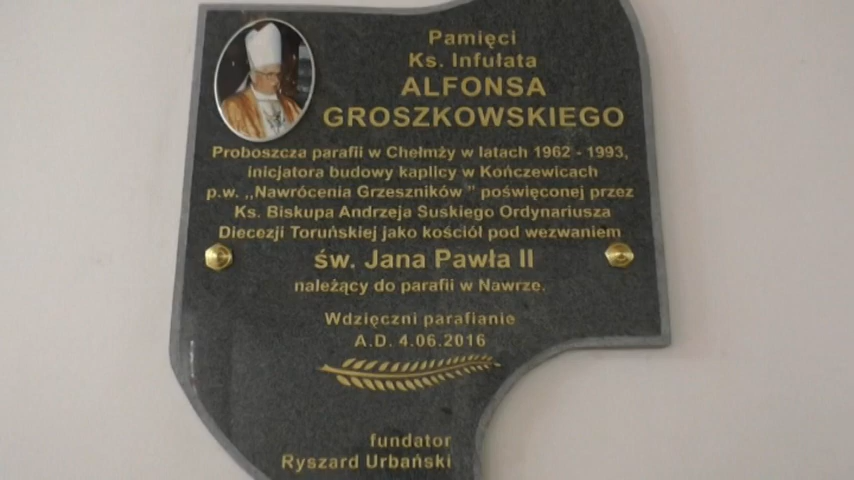 Pamięci
Ks. Infułata
ALFONSA
GROSZKOWSKIEGO
Proboszcza parafii w Chełmży w latach 1962 - 1993,
inicjatora budowy kaplicy w Kończewicach
p.w. ,,Nawrócenia Grzeszników " poświęconej przez
Ks. Biskupa Andrzeja Suskiego Ordynariusza
Diecezji Toruńskiej jako kościół pod wezwaniem
św. Jana Pawła II
należący do parafii w Nawrze.
Wdzięczni parafianie
A.D. 4.06.2016
fundator
Ryszard Urbański